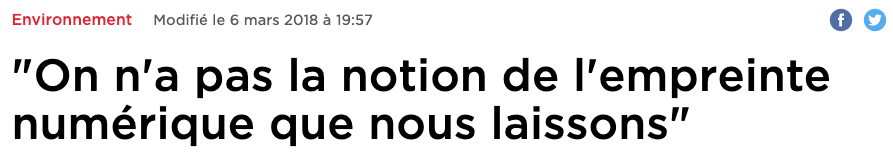 Environnement Modifié le 6 mars 2018 à 19:57
"On n'a pas la notion de l'empreinte
numérique que nous laissons"